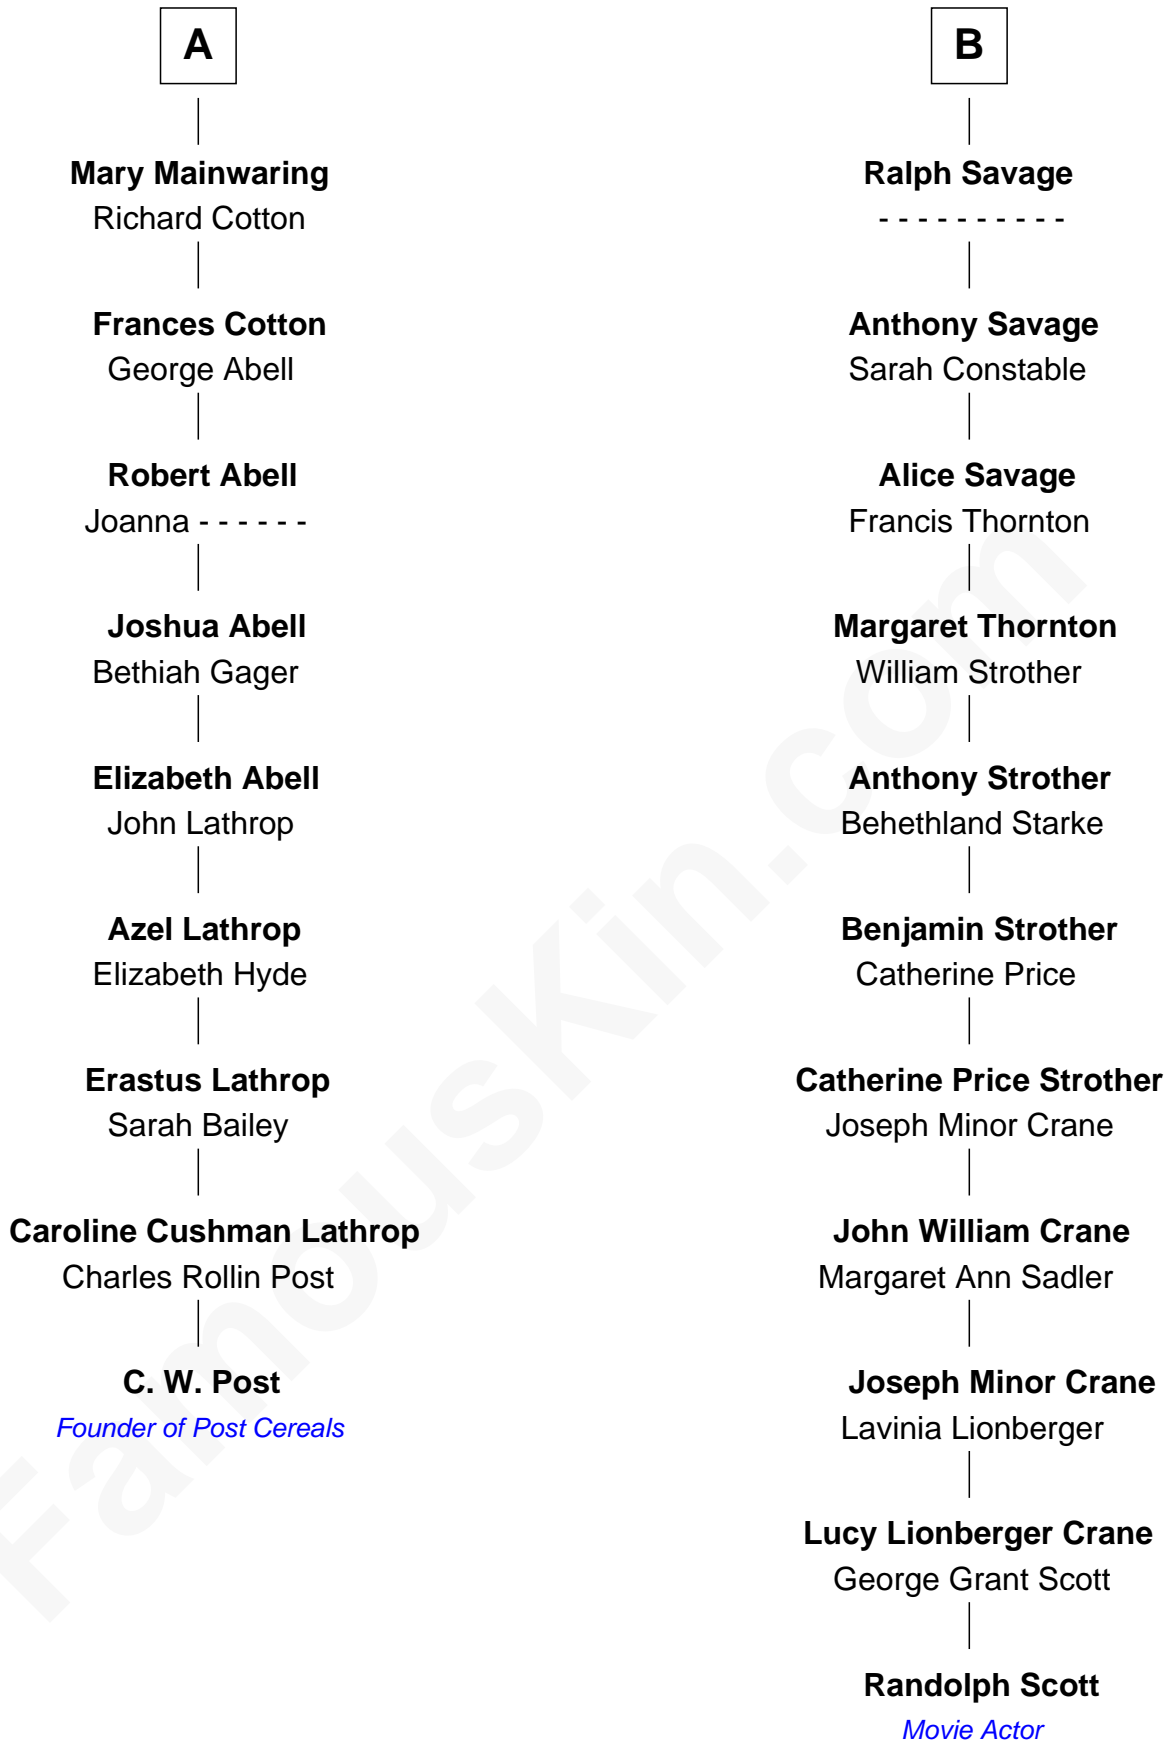 A
Mary Mainwaring
Richard Cotton
Frances Cotton
George Abell
Robert Abell
Joanna - - - - - -
Joshua Abell
Bethiah Gager
Elizabeth Abell
John Lathrop
Azel Lathrop
Elizabeth Hyde
Erastus Lathrop
Sarah Bailey
Caroline Cushman Lathrop
Charles Rollin Post
C. W. Post
Founder of Post Cereals
B
Ralph Savage
- - - - - - - - - -
Anthony Savage
Sarah Constable
Alice Savage
Francis Thornton
Margaret Thornton
William Strother
Anthony Strother
Behethland Starke
Benjamin Strother
Catherine Price
Catherine Price Strother
Joseph Minor Crane
John William Crane
Margaret Ann Sadler
Joseph Minor Crane
Lavinia Lionberger
Lucy Lionberger Crane
George Grant Scott
Randolph Scott
Movie Actor
FamousKin.com